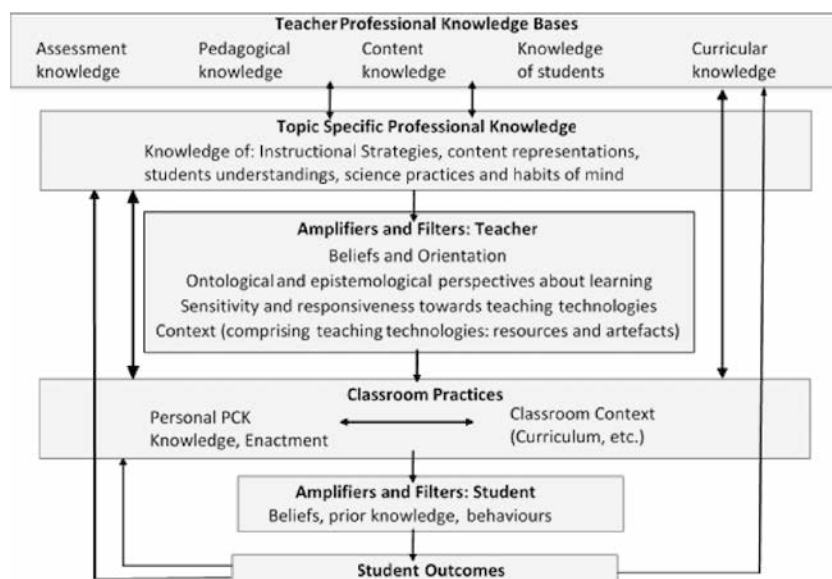 Teacher Professional Knowledge Bases
Assessment knowledge
Pedagogical knowledge
Content knowledge
Knowledge of students
Curricular knowledge
Topic Specific Professional Knowledge
Knowledge of: Instructional Strategies, content representations,
students understandings, science practices and habits of mind
Amplifiers and Filters: Teacher
Beliefs and Orientation
Ontological and epistemological perspectives about learning
Sensitivity and responsiveness towards teaching technologies
Context (comprising teaching technologies: resources and artefacts)
Classroom Practices
Personal PCK
Knowledge, Enactment
Classroom Context
(Curriculum, etc.)
Amplifiers and Filters: Student
Beliefs, prior knowledge, behaviours
Student Outcomes